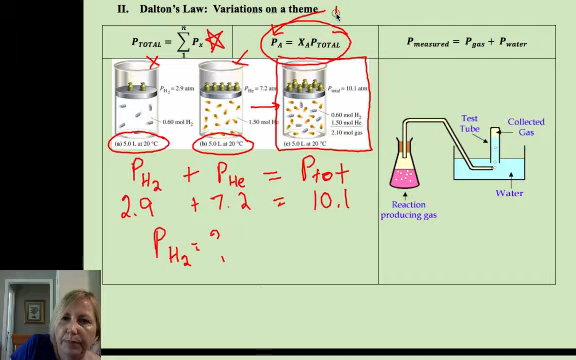 II. Dalton's Law: Variations on a theme
P_TOTAL = ∑ P_x
n
1
P_A = X_A P_TOTAL
P_measured = P_gas + P_water
P_H2 = 2.9 atm
0.60 mol H2
(a) 5.0 L at 20 °C
P_He = 7.2 atm
1.50 mol He
(b) 5.0 L at 20 °C
P_total = 10.1 atm
0.60 mol H2
1.50 mol He
2.10 mol gas
(c) 5.0 L at 20 °C
P_H2 + P_He = P_tot
2.9 + 7.2 = 10.1
P_H2 = ?
Test Tube
Collected Gas
Reaction producing gas
Water